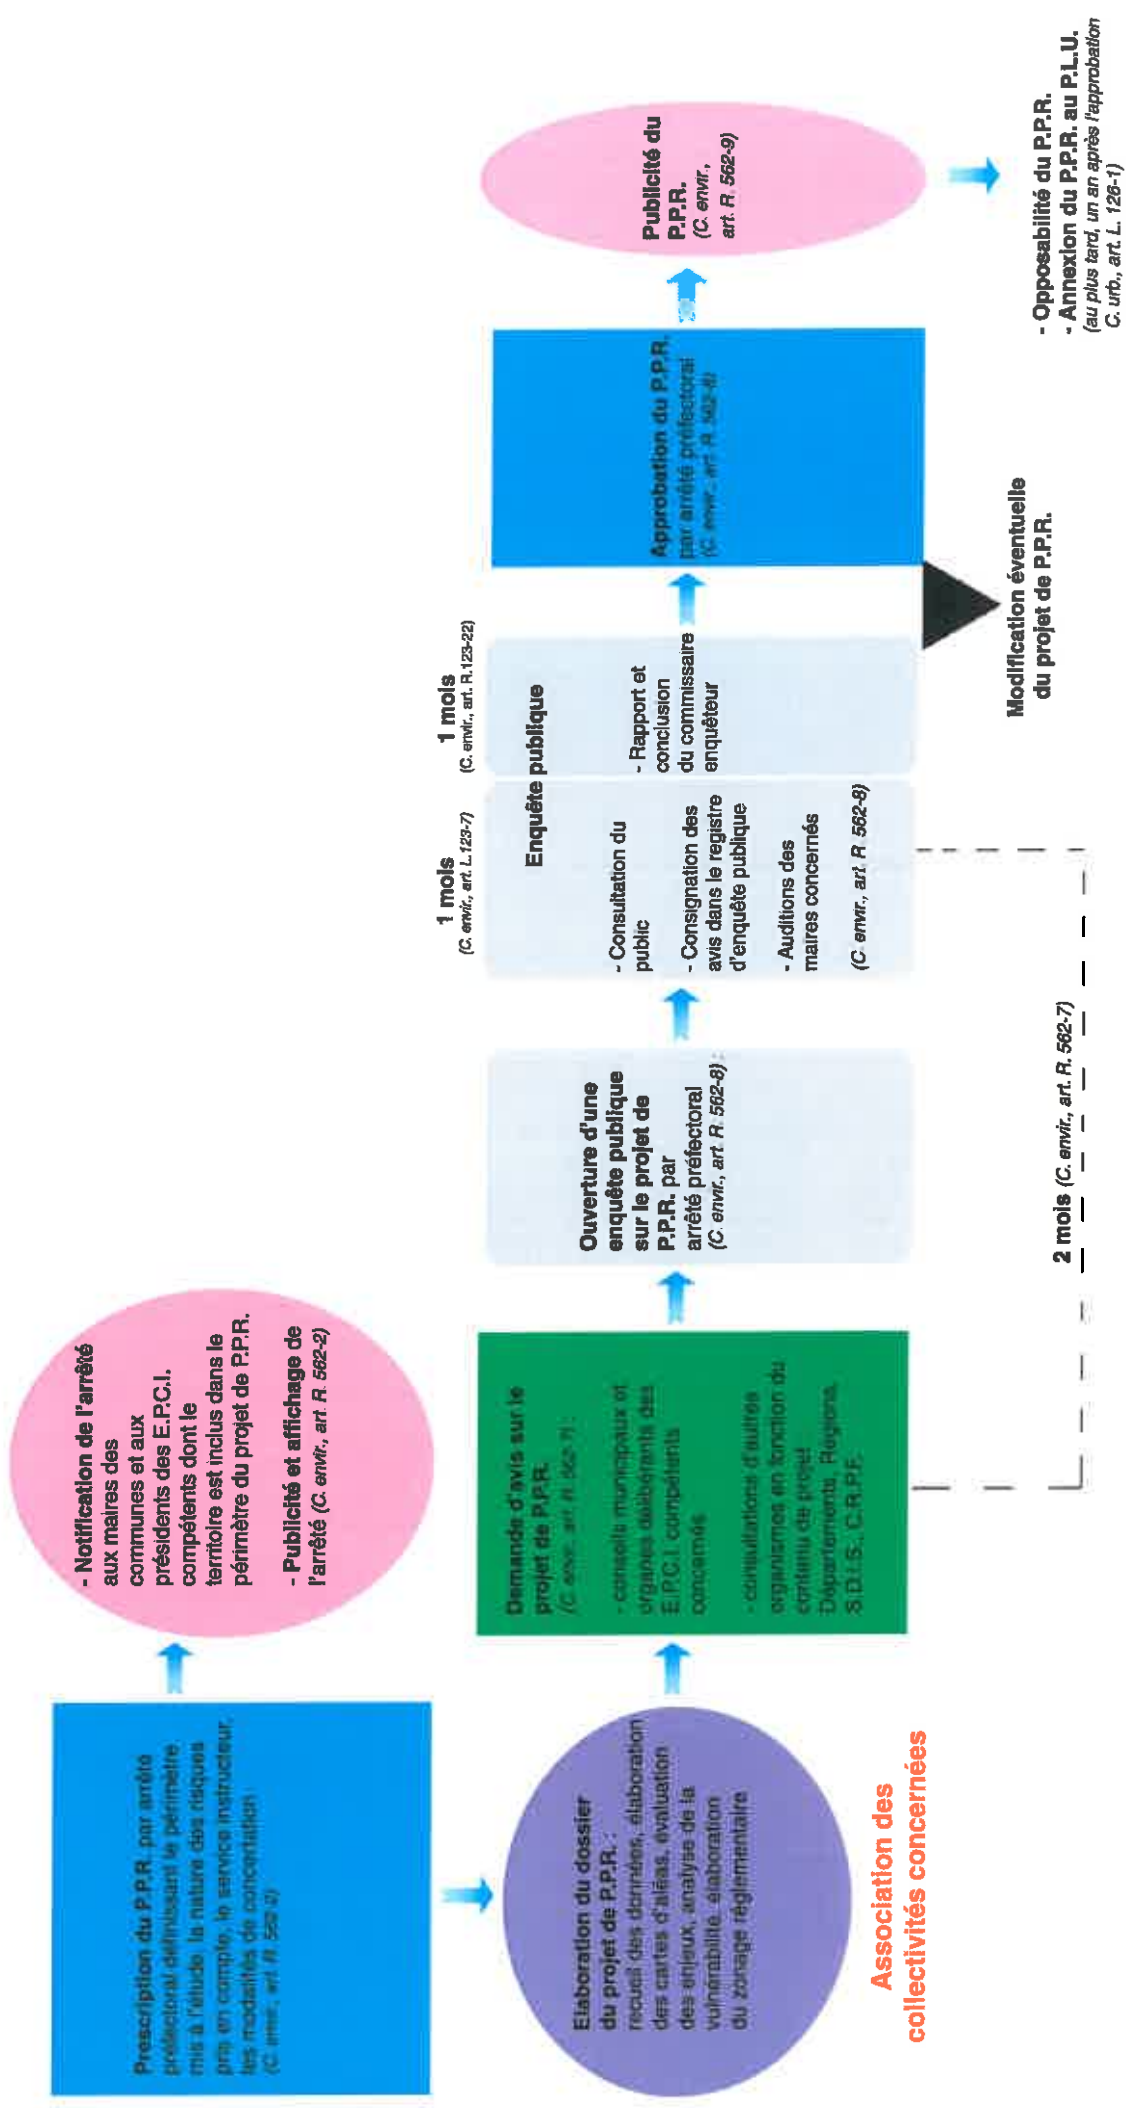 Prescription du P.P.R. par arrêté
préfectoral définissant le périmètre
mis à l'étude, la nature des risques
pris en compte, le service instructeur,
les modalités de concertation
(C. envir., art. R. 562-2)
- Notification de l'arrêté
aux maires des
communes et aux
présidents des E.P.C.I.
compétents dont le
territoire est inclus dans le
périmètre du projet de P.P.R.
- Publicité et affichage de
l'arrêté (C. envir., art. R. 562-2)
Elaboration du dossier
du projet de P.P.R. :
recueil des données, élaboration
des cartes d'aléas, évaluation
des enjeux, analyse de la
vulnérabilité, élaboration
du zonage réglementaire
Association des
collectivités concernées
Demande d'avis sur le
projet de P.P.R.
(C. envir., art. R. 562-7) :
- conseils municipaux et
organes délibérants des
E.P.C.I. compétents
concernés
- consultations d'autres
organismes en fonction du
contenu de projet
Départements, Régions,
S.D.I.S., C.R.P.F.
Ouverture d'une
enquête publique
sur le projet de
P.P.R. par
arrêté préfectoral
(C. envir., art. R. 562-8) :
1 mois
(C. envir., art. L.123-7)
1 mois
(C. envir., art. R.123-22)
Enquête publique
- Consultation du
public
- Consignation des
avis dans le registre
d'enquête publique
- Auditions des
maires concernés
(C. envir., art. R. 562-8)
- Rapport et
conclusion
du commissaire
enquêteur
2 mois (C. envir., art. R. 562-7)
Approbation du P.P.R.
par arrêté préfectoral
(C. envir., art. R. 562-8)
Modification éventuelle
du projet de P.P.R.
Publicité du
P.P.R.
(C. envir.,
art. R. 562-9)
- Opposabilité du P.P.R.
- Annexion du P.P.R. au P.L.U.
(au plus tard, un an après l'approbation
C. urb., art. L. 126-1)